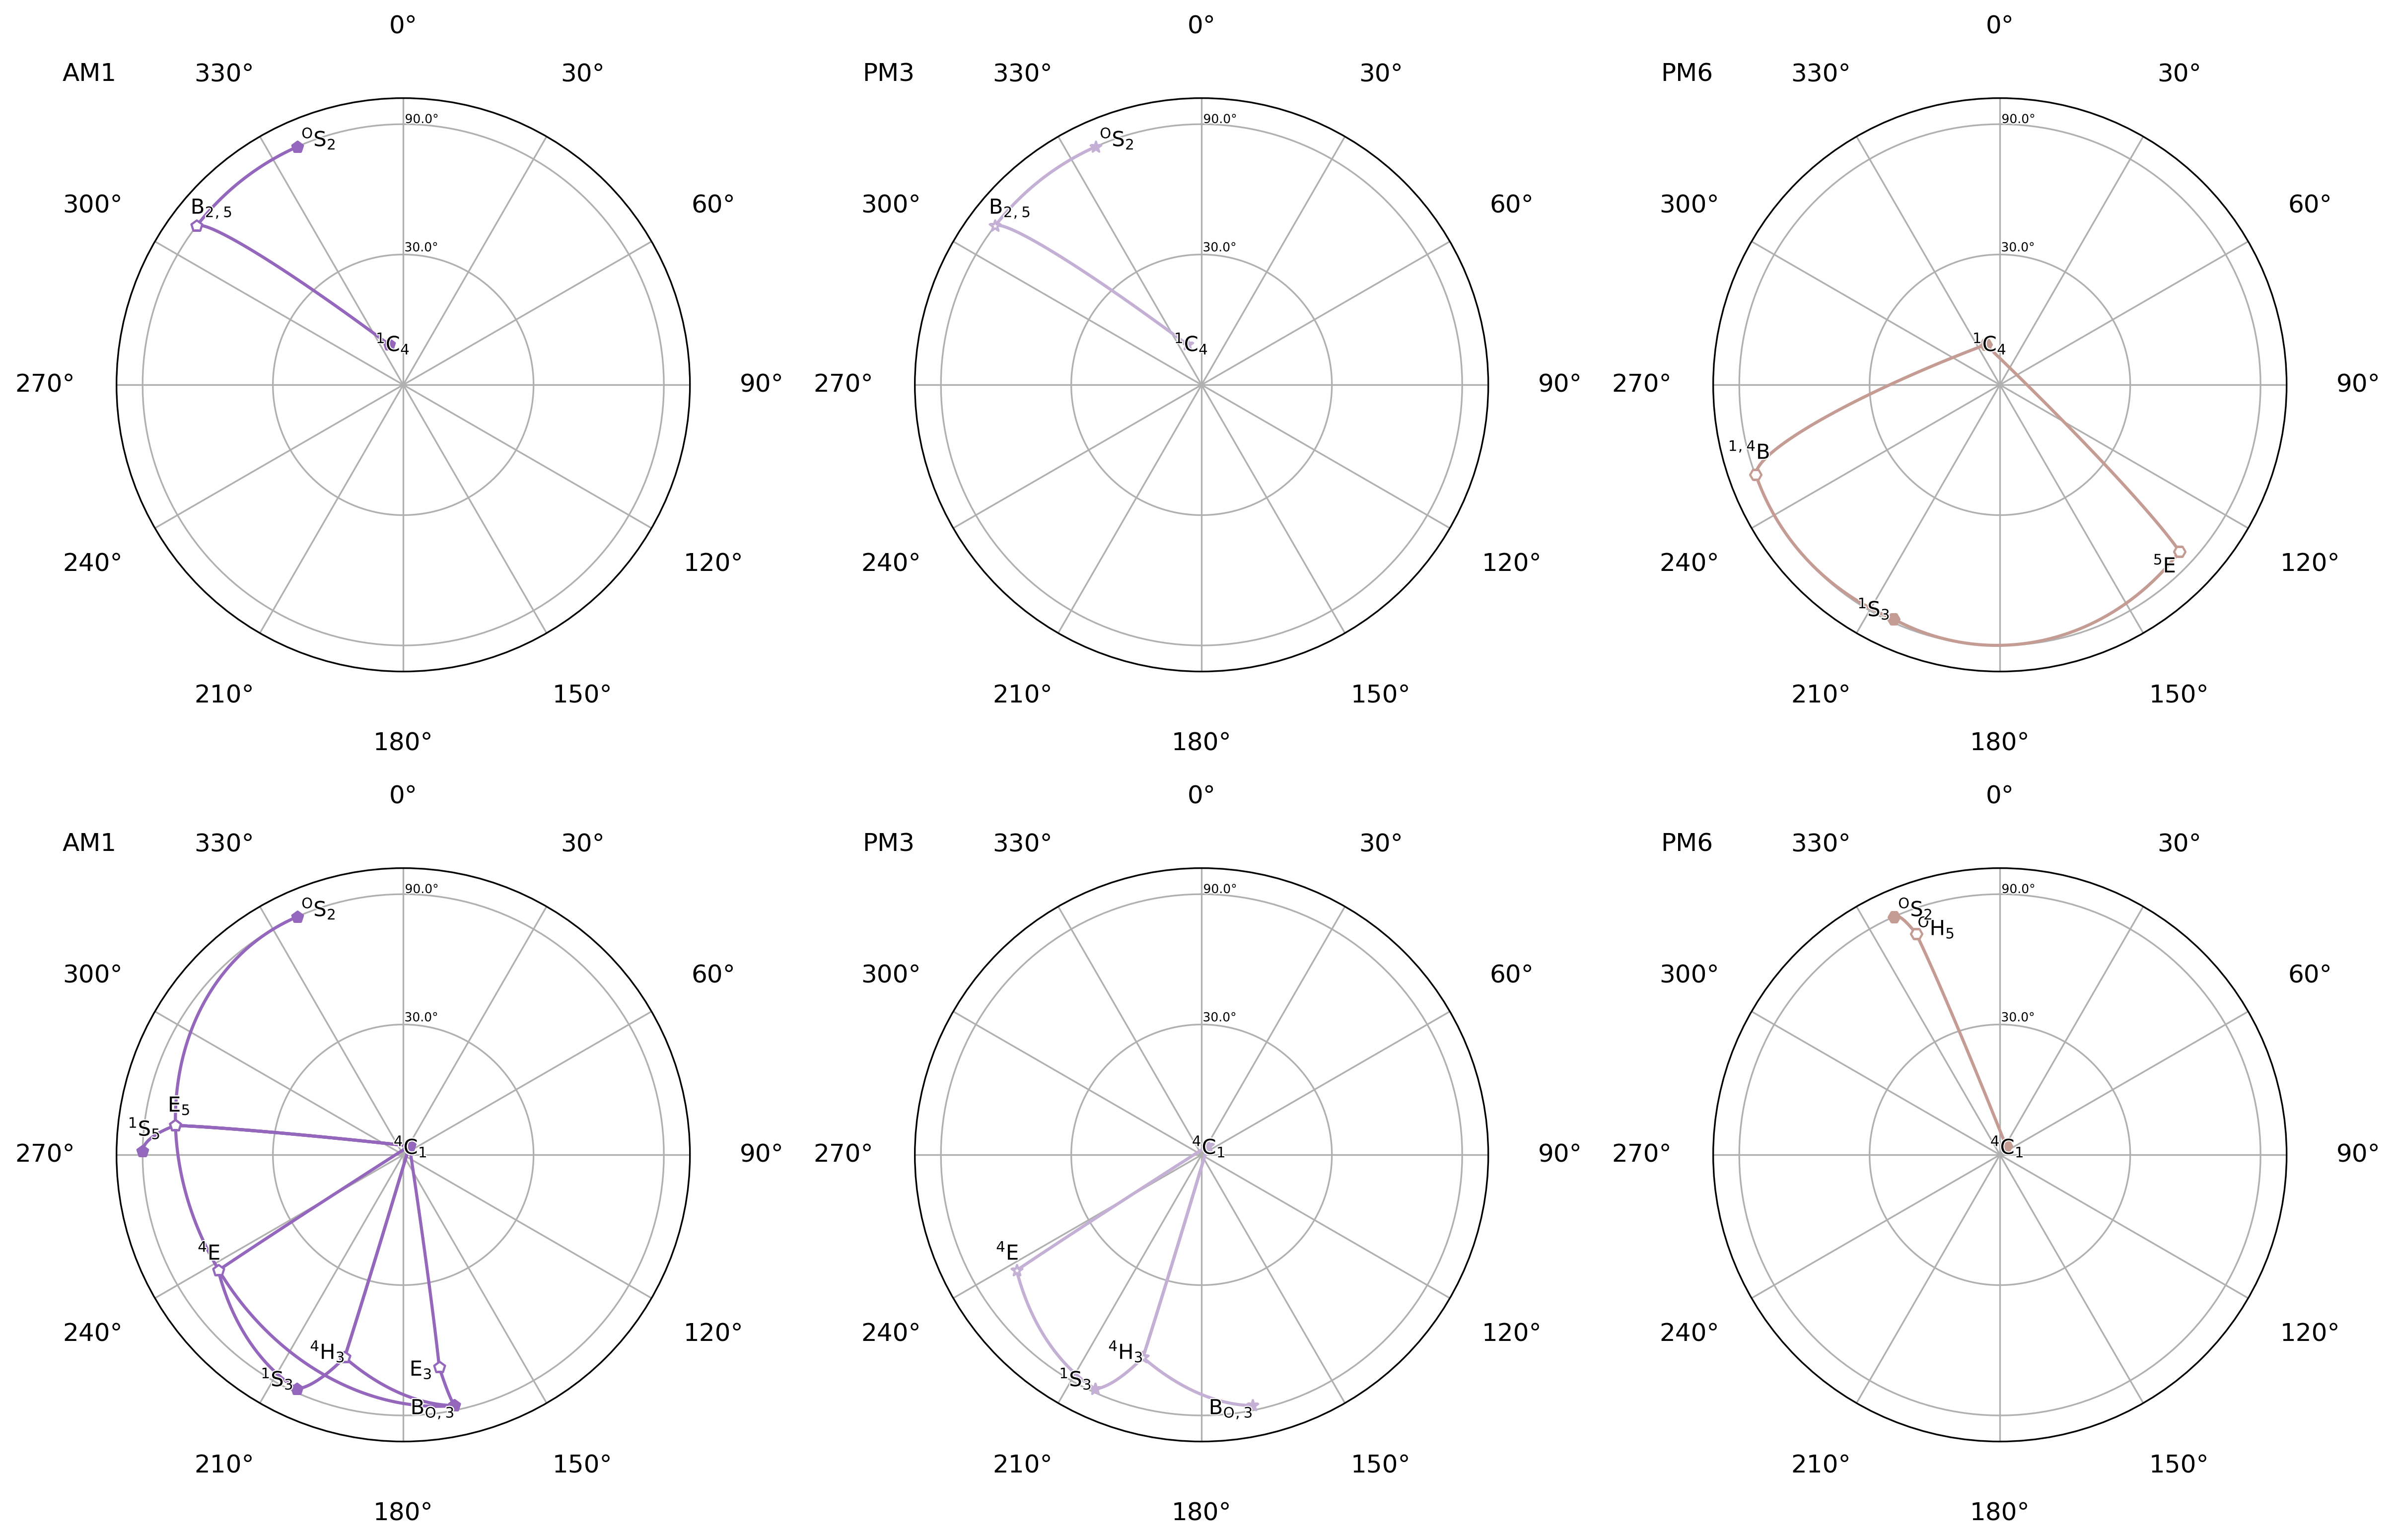 0° 0° 0°
AM1 330° 30° PM3 330° 30° PM6 330° 30°
90.0° 90.0° 90.0°
ᴼS₂ ᴼS₂
300° B₂,₅ 60° 300° B₂,₅ 60° 300° 60°
30.0° 30.0° 30.0°
¹C₄ ¹C₄ ¹C₄
270° 90° 270° 90° 270° 90°
¹,⁴B
240° 120° 240° 120° 240° ⁵E 120°
¹S₃
210° 150° 210° 150° 210° 150°
180° 180° 180°
0° 0° 0°
AM1 330° 30° PM3 330° 30° PM6 330° 30°
90.0° 90.0° 90.0°
ᴼS₂ ᴼS₂
ᴼH₅
300° 60° 300° 60° 300° 60°
30.0° 30.0° 30.0°
E₅
¹S₅
270° ⁴C₁ 90° 270° ⁴C₁ 90° 270° ⁴C₁ 90°
⁴E ⁴E
240° 120° 240° 120° 240° 120°
⁴H₃ E₃ ⁴H₃
¹S₃ ¹S₃
Bₒ,₃ Bₒ,₃
210° 150° 210° 150° 210° 150°
180° 180° 180°